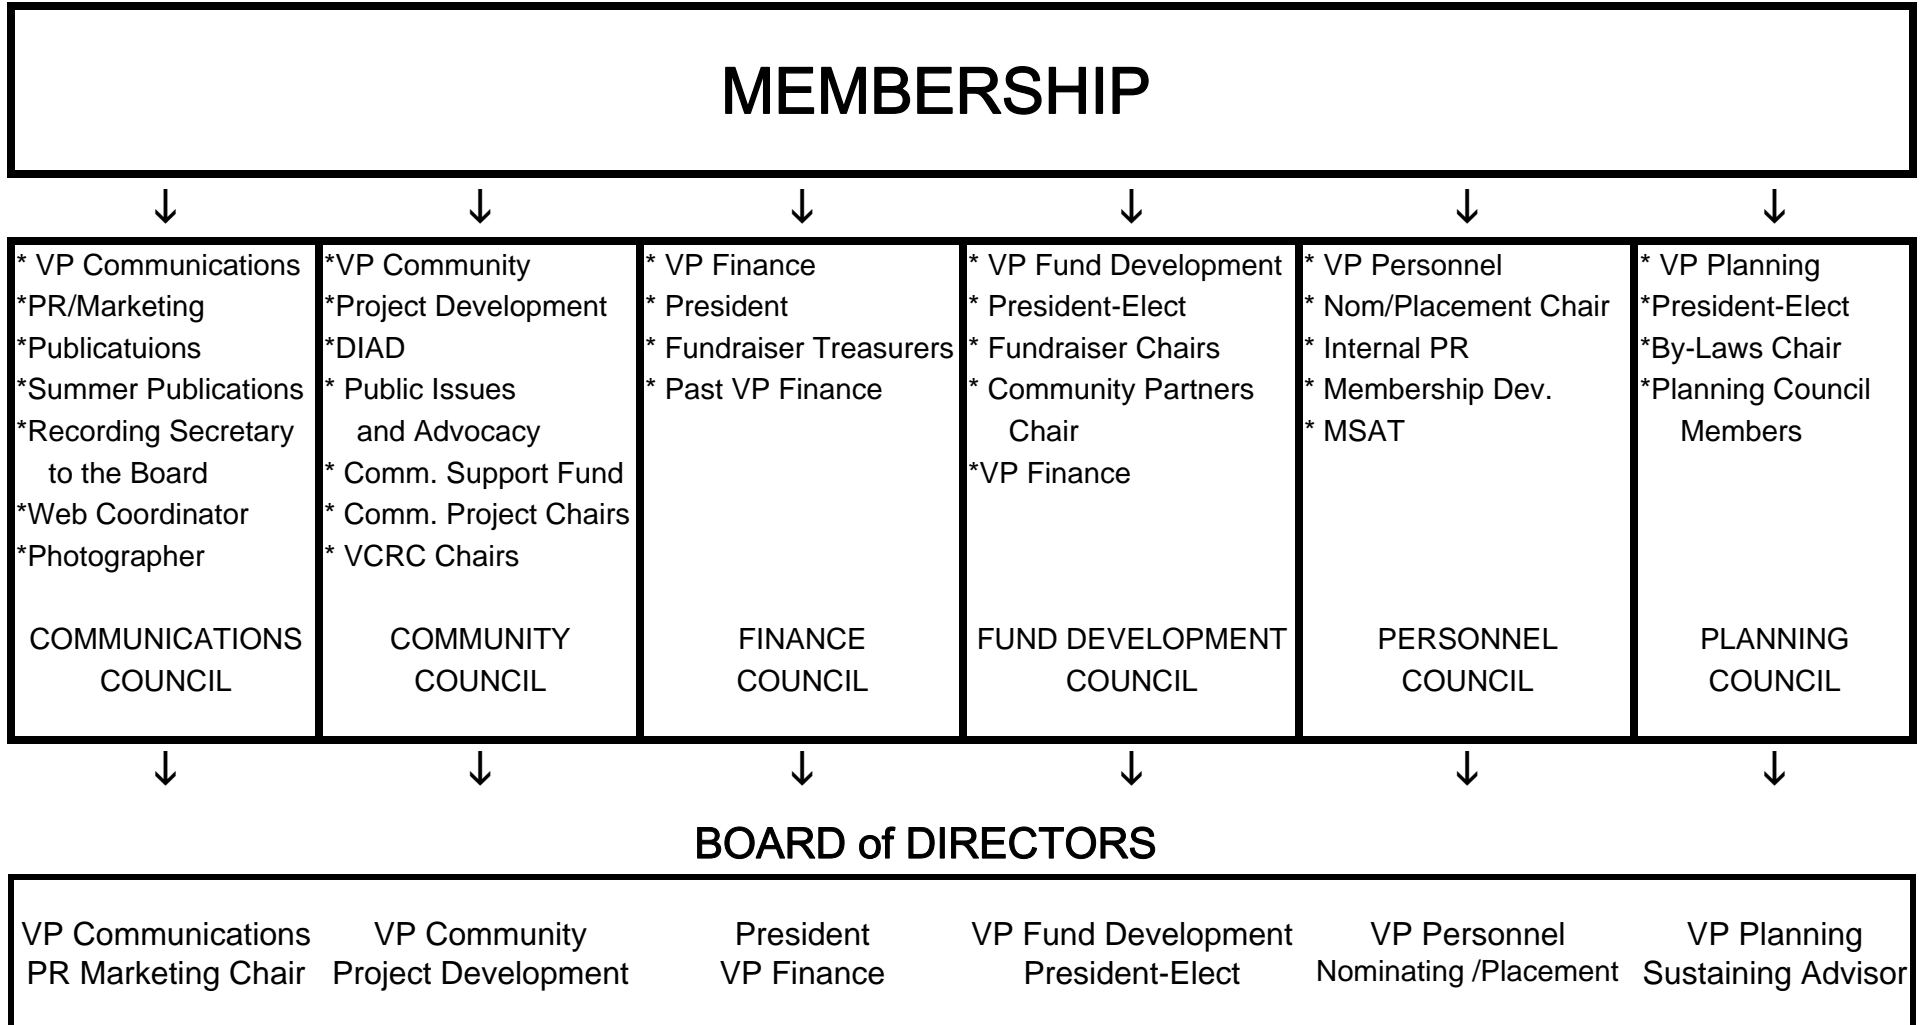 MEMBERSHIP
↓ ↓ ↓ ↓ ↓ ↓
* VP Communications
*PR/Marketing
*Publicatuions
*Summer Publications
*Recording Secretary
to the Board
*Web Coordinator
*Photographer
COMMUNICATIONS
COUNCIL
*VP Community
*Project Development
*DIAD
* Public Issues
and Advocacy
* Comm. Support Fund
* Comm. Project Chairs
* VCRC Chairs
COMMUNITY
COUNCIL
* VP Finance
* President
* Fundraiser Treasurers
* Past VP Finance
FINANCE
COUNCIL
* VP Fund Development
* President-Elect
* Fundraiser Chairs
* Community Partners
Chair
*VP Finance
FUND DEVELOPMENT
COUNCIL
* VP Personnel
* Nom/Placement Chair
* Internal PR
* Membership Dev.
* MSAT
PERSONNEL
COUNCIL
* VP Planning
*President-Elect
*By-Laws Chair
*Planning Council
Members
PLANNING
COUNCIL
↓ ↓ ↓ ↓ ↓ ↓
BOARD of DIRECTORS
VP Communications
PR Marketing Chair
VP Community
Project Development
President
VP Finance
VP Fund Development
President-Elect
VP Personnel
Nominating /Placement
VP Planning
Sustaining Advisor